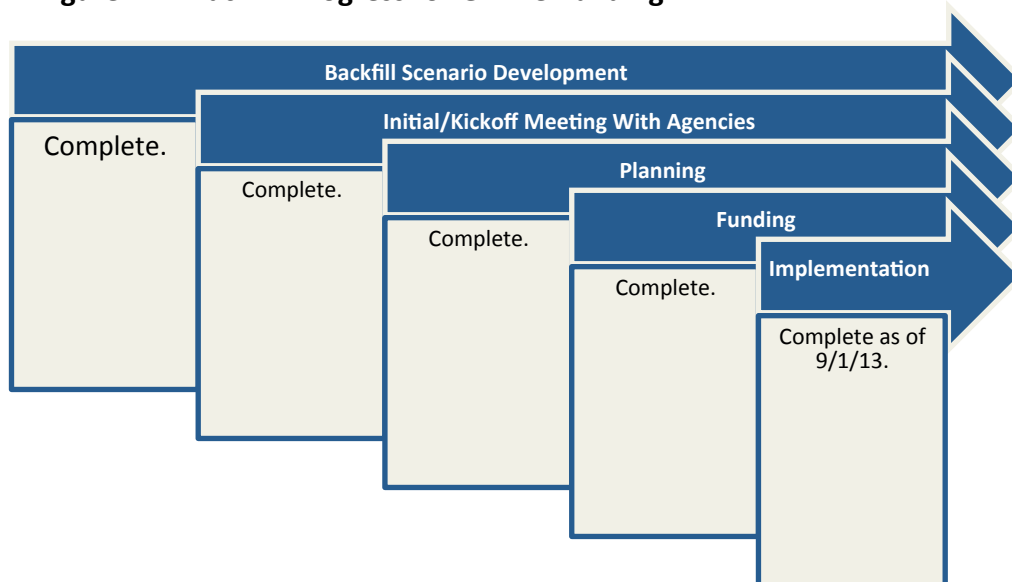 Backfill Scenario Development
Complete.
Initial/Kickoff Meeting With Agencies
Complete.
Planning
Complete.
Funding
Complete.
Implementation
Complete as of
9/1/13.